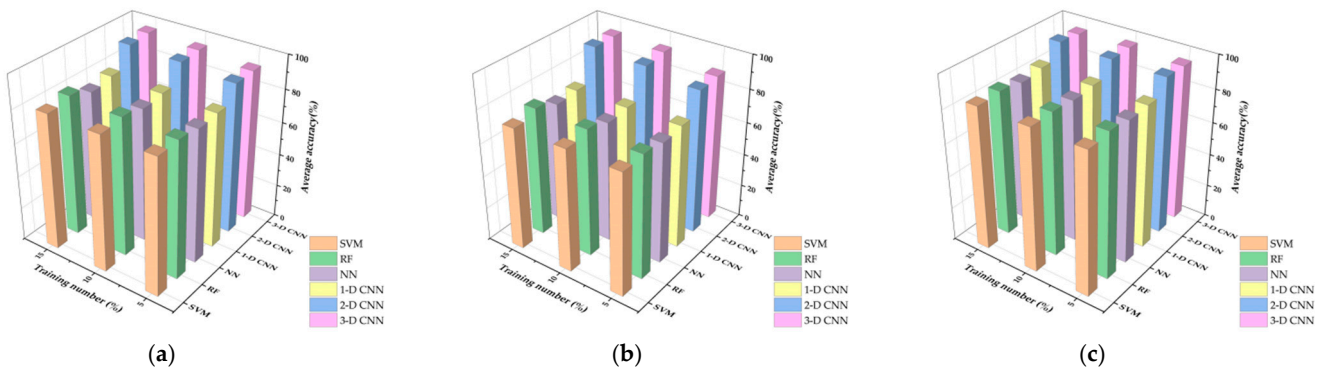 100
80
60
40
20
0
Average accuracy(%)
3-D CNN
2-D CNN
1-D CNN
NN
RF
SVM
15
10
5
Training number (%)
SVM
RF
NN
1-D CNN
2-D CNN
3-D CNN
(a)
100
80
60
40
20
0
Average accuracy(%)
3-D CNN
2-D CNN
1-D CNN
NN
RF
SVM
15
10
5
Training number (%)
SVM
RF
NN
1-D CNN
2-D CNN
3-D CNN
(b)
100
80
60
40
20
0
Average accuracy(%)
3-D CNN
2-D CNN
1-D CNN
NN
RF
SVM
15
10
5
Training number (%)
SVM
RF
NN
1-D CNN
2-D CNN
3-D CNN
(c)